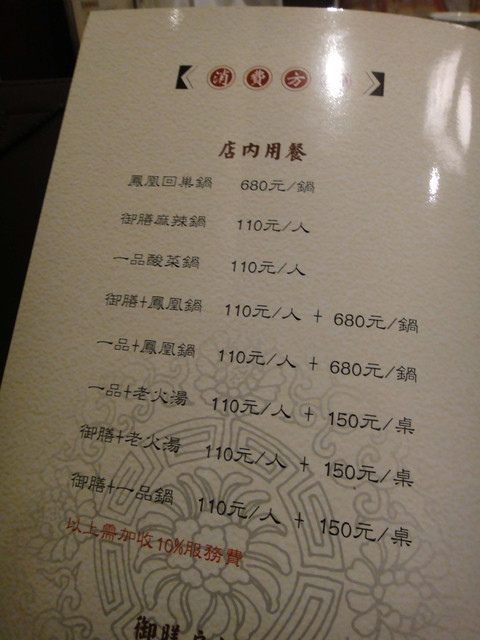 消費方
店內用餐
鳳凰回巢鍋 680元/鍋
御膳麻辣鍋 110元/人
一品酸菜鍋 110元/人
御膳+鳳凰鍋 110元/人 + 680元/鍋
一品+鳳凰鍋 110元/人 + 680元/鍋
一品+老火湯 110元/人 + 150元/桌
御膳+老火湯 110元/人 + 150元/桌
御膳+一品鍋 110元/人 + 150元/桌
以上需加收10%服務費
御膳